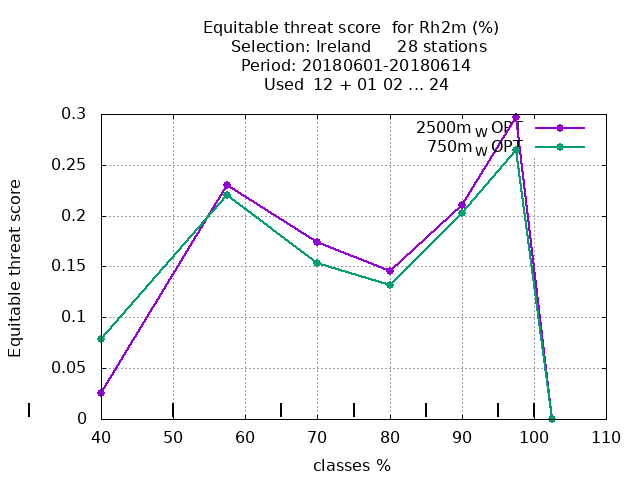 Equitable threat score  for Rh2m (%)
Selection: Ireland     28 stations
Period: 20180601-20180614
Used  12 + 01 02 ... 24
2500m_W OPT
750m_W OPT
0.3
0.25
0.2
0.15
0.1
0.05
0
Equitable threat score
40 50 60 70 80 90 100 110
classes %